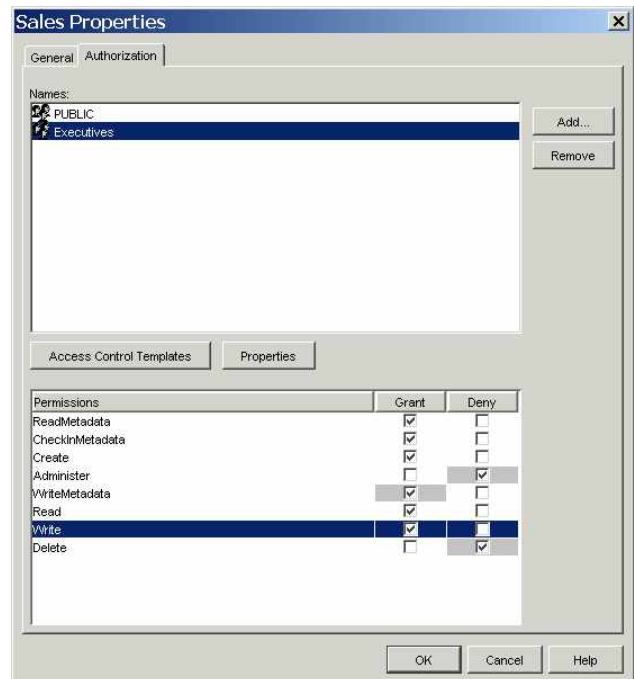 Sales Properties
General Authorization
Names:
PUBLIC
Executives
Add...
Remove
Access Control Templates Properties
Permissions Grant Deny
ReadMetadata
CheckInMetadata
Create
Administer
WriteMetadata
Read
Write
Delete
OK Cancel Help